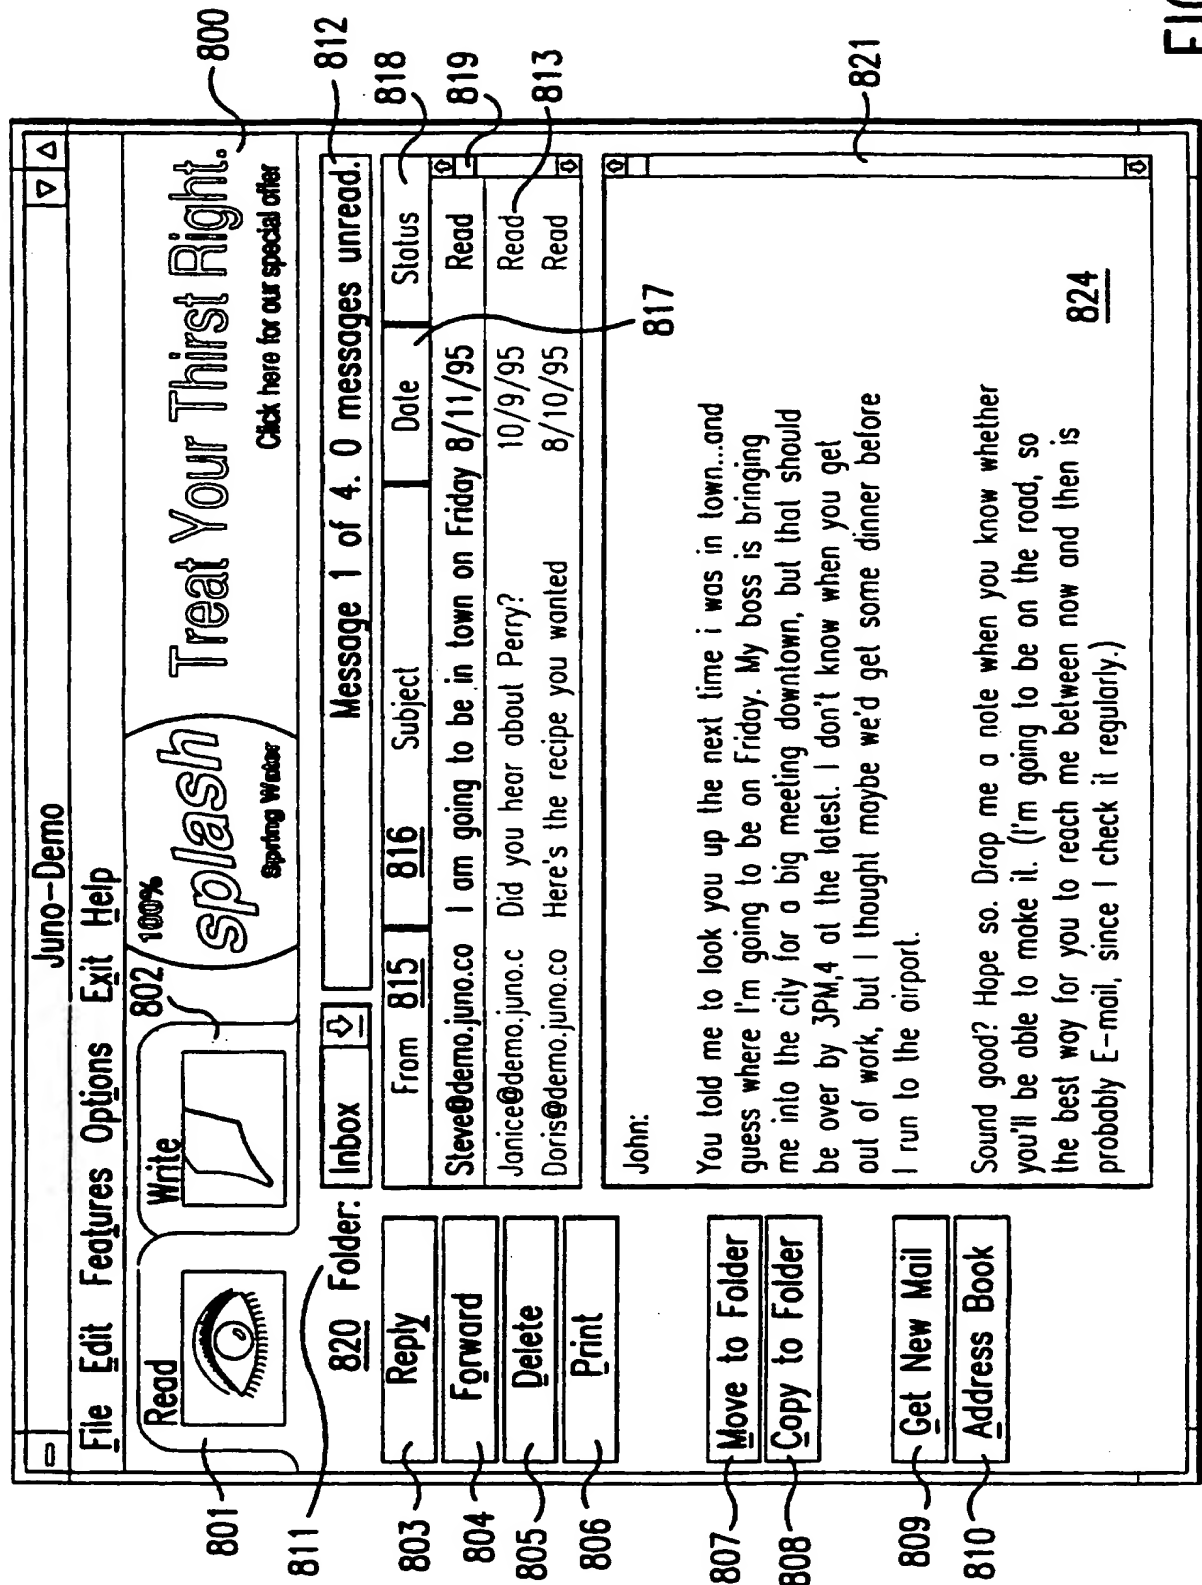 Juno-Demo
File Edit Features Options Exit Help
Read
Write
802
100%
splash
Spring Water
Treat Your Thirst Right.
Click here for our special offer
800
801
811
820 Folder: Inbox
Message 1 of 4. 0 messages unread.
812
From 815 816 Subject Date Status
818
Steve@demo.juno.co I am going to be in town on Friday 8/11/95 Read
819
Janice@demo.juno.c Did you hear about Perry? 10/9/95 Read
813
Doris@demo.juno.co Here's the recipe you wanted 8/10/95 Read
817
803 Reply
804 Forward
805 Delete
806 Print
807 Move to Folder
808 Copy to Folder
809 Get New Mail
810 Address Book
821
John:
You told me to look you up the next time i was in town...and
guess where I'm going to be on Friday. My boss is bringing
me into the city for a big meeting downtown, but that should
be over by 3PM,4 at the latest. I don't know when you get
out of work, but I thought maybe we'd get some dinner before
I run to the airport.
Sound good? Hope so. Drop me a note when you know whether
you'll be able to make it. (I'm going to be on the road, so
the best way for you to reach me between now and then is
probably E-mail, since I check it regularly.)
824